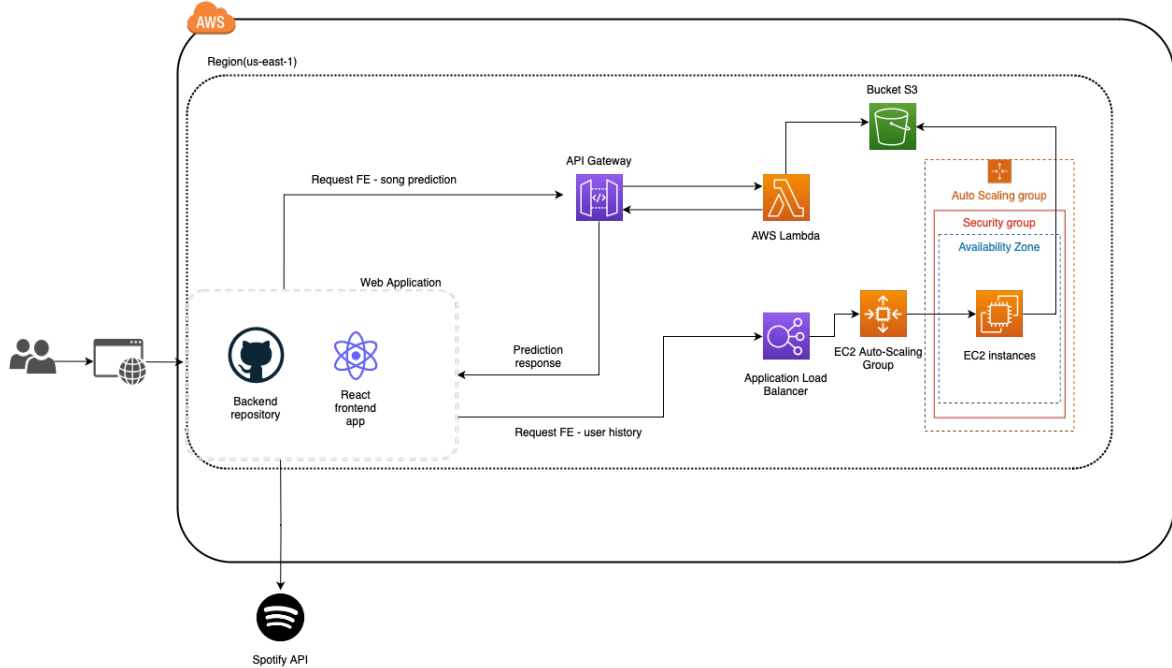 AWS
Region(us-east-1)
Bucket S3
API Gateway
Request FE - song prediction
Auto Scaling group
Security group
AWS Lambda
Availability Zone
Web Application
Prediction
response
EC2 Auto-Scaling
Group
EC2 instances
Application Load
Balancer
Backend
repository
React
frontend
app
Request FE - user history
Spotify API